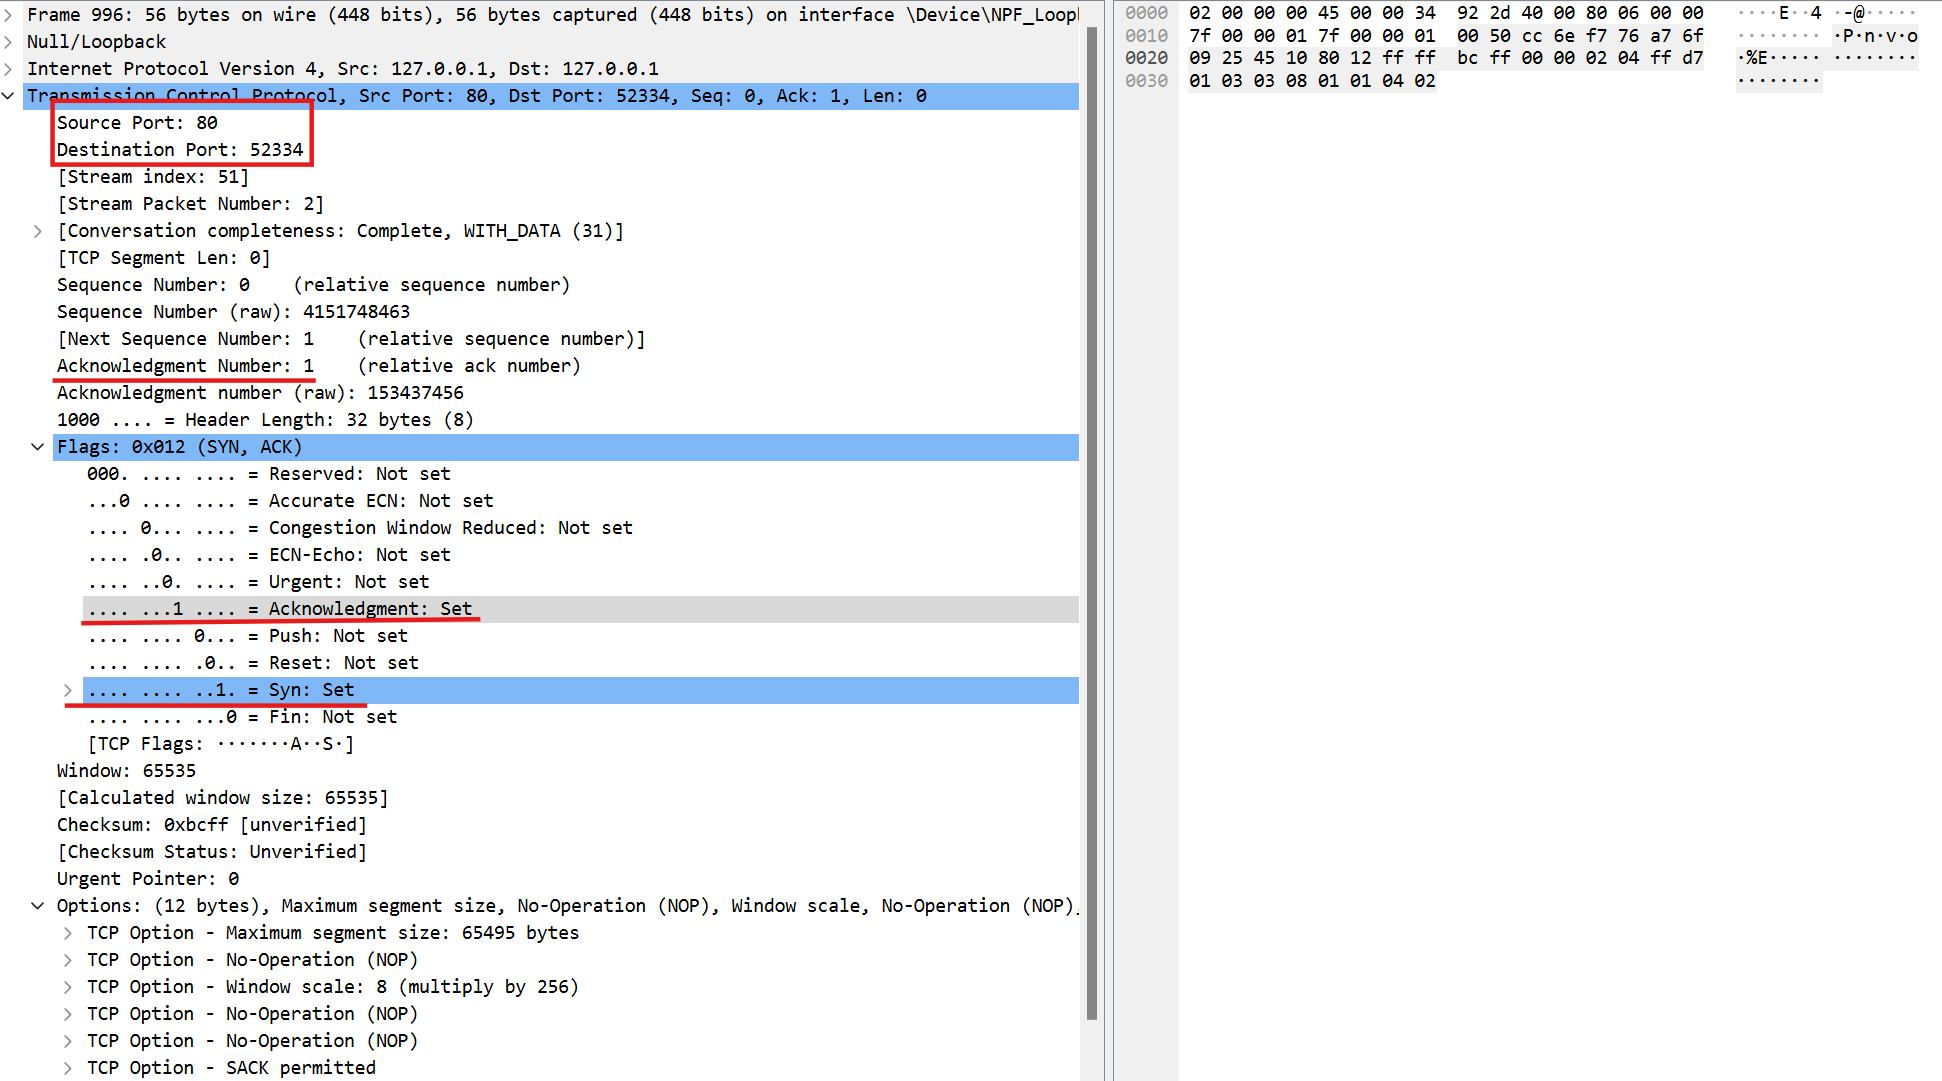 Frame 996: 56 bytes on wire (448 bits), 56 bytes captured (448 bits) on interface \Device\NPF_Loop
Null/Loopback
Internet Protocol Version 4, Src: 127.0.0.1, Dst: 127.0.0.1
Transmission Control Protocol, Src Port: 80, Dst Port: 52334, Seq: 0, Ack: 1, Len: 0
Source Port: 80
Destination Port: 52334
[Stream index: 51]
[Stream Packet Number: 2]
[Conversation completeness: Complete, WITH_DATA (31)]
[TCP Segment Len: 0]
Sequence Number: 0    (relative sequence number)
Sequence Number (raw): 4151748463
[Next Sequence Number: 1    (relative sequence number)]
Acknowledgment Number: 1    (relative ack number)
Acknowledgment number (raw): 153437456
1000 .... = Header Length: 32 bytes (8)
Flags: 0x012 (SYN, ACK)
000. .... .... = Reserved: Not set
...0 .... .... = Accurate ECN: Not set
.... 0... .... = Congestion Window Reduced: Not set
.... .0.. .... = ECN-Echo: Not set
.... ..0. .... = Urgent: Not set
.... ...1 .... = Acknowledgment: Set
.... .... 0... = Push: Not set
.... .... .0.. = Reset: Not set
.... .... ..1. = Syn: Set
.... .... ...0 = Fin: Not set
[TCP Flags: ·······A··S·]
Window: 65535
[Calculated window size: 65535]
Checksum: 0xbcff [unverified]
[Checksum Status: Unverified]
Urgent Pointer: 0
Options: (12 bytes), Maximum segment size, No-Operation (NOP), Window scale, No-Operation (NOP),
TCP Option - Maximum segment size: 65495 bytes
TCP Option - No-Operation (NOP)
TCP Option - Window scale: 8 (multiply by 256)
TCP Option - No-Operation (NOP)
TCP Option - No-Operation (NOP)
TCP Option - SACK permitted
0000 02 00 00 00 45 00 00 34 92 2d 40 00 80 06 00 00 ····E··4 ·-@·····
0010 7f 00 00 01 7f 00 00 01 00 50 cc 6e f7 76 a7 6f ········ ·P·n·v·o
0020 09 25 45 10 80 12 ff ff bc ff 00 00 02 04 ff d7 ·%E····· ········
0030 01 03 03 08 01 01 04 02 ········